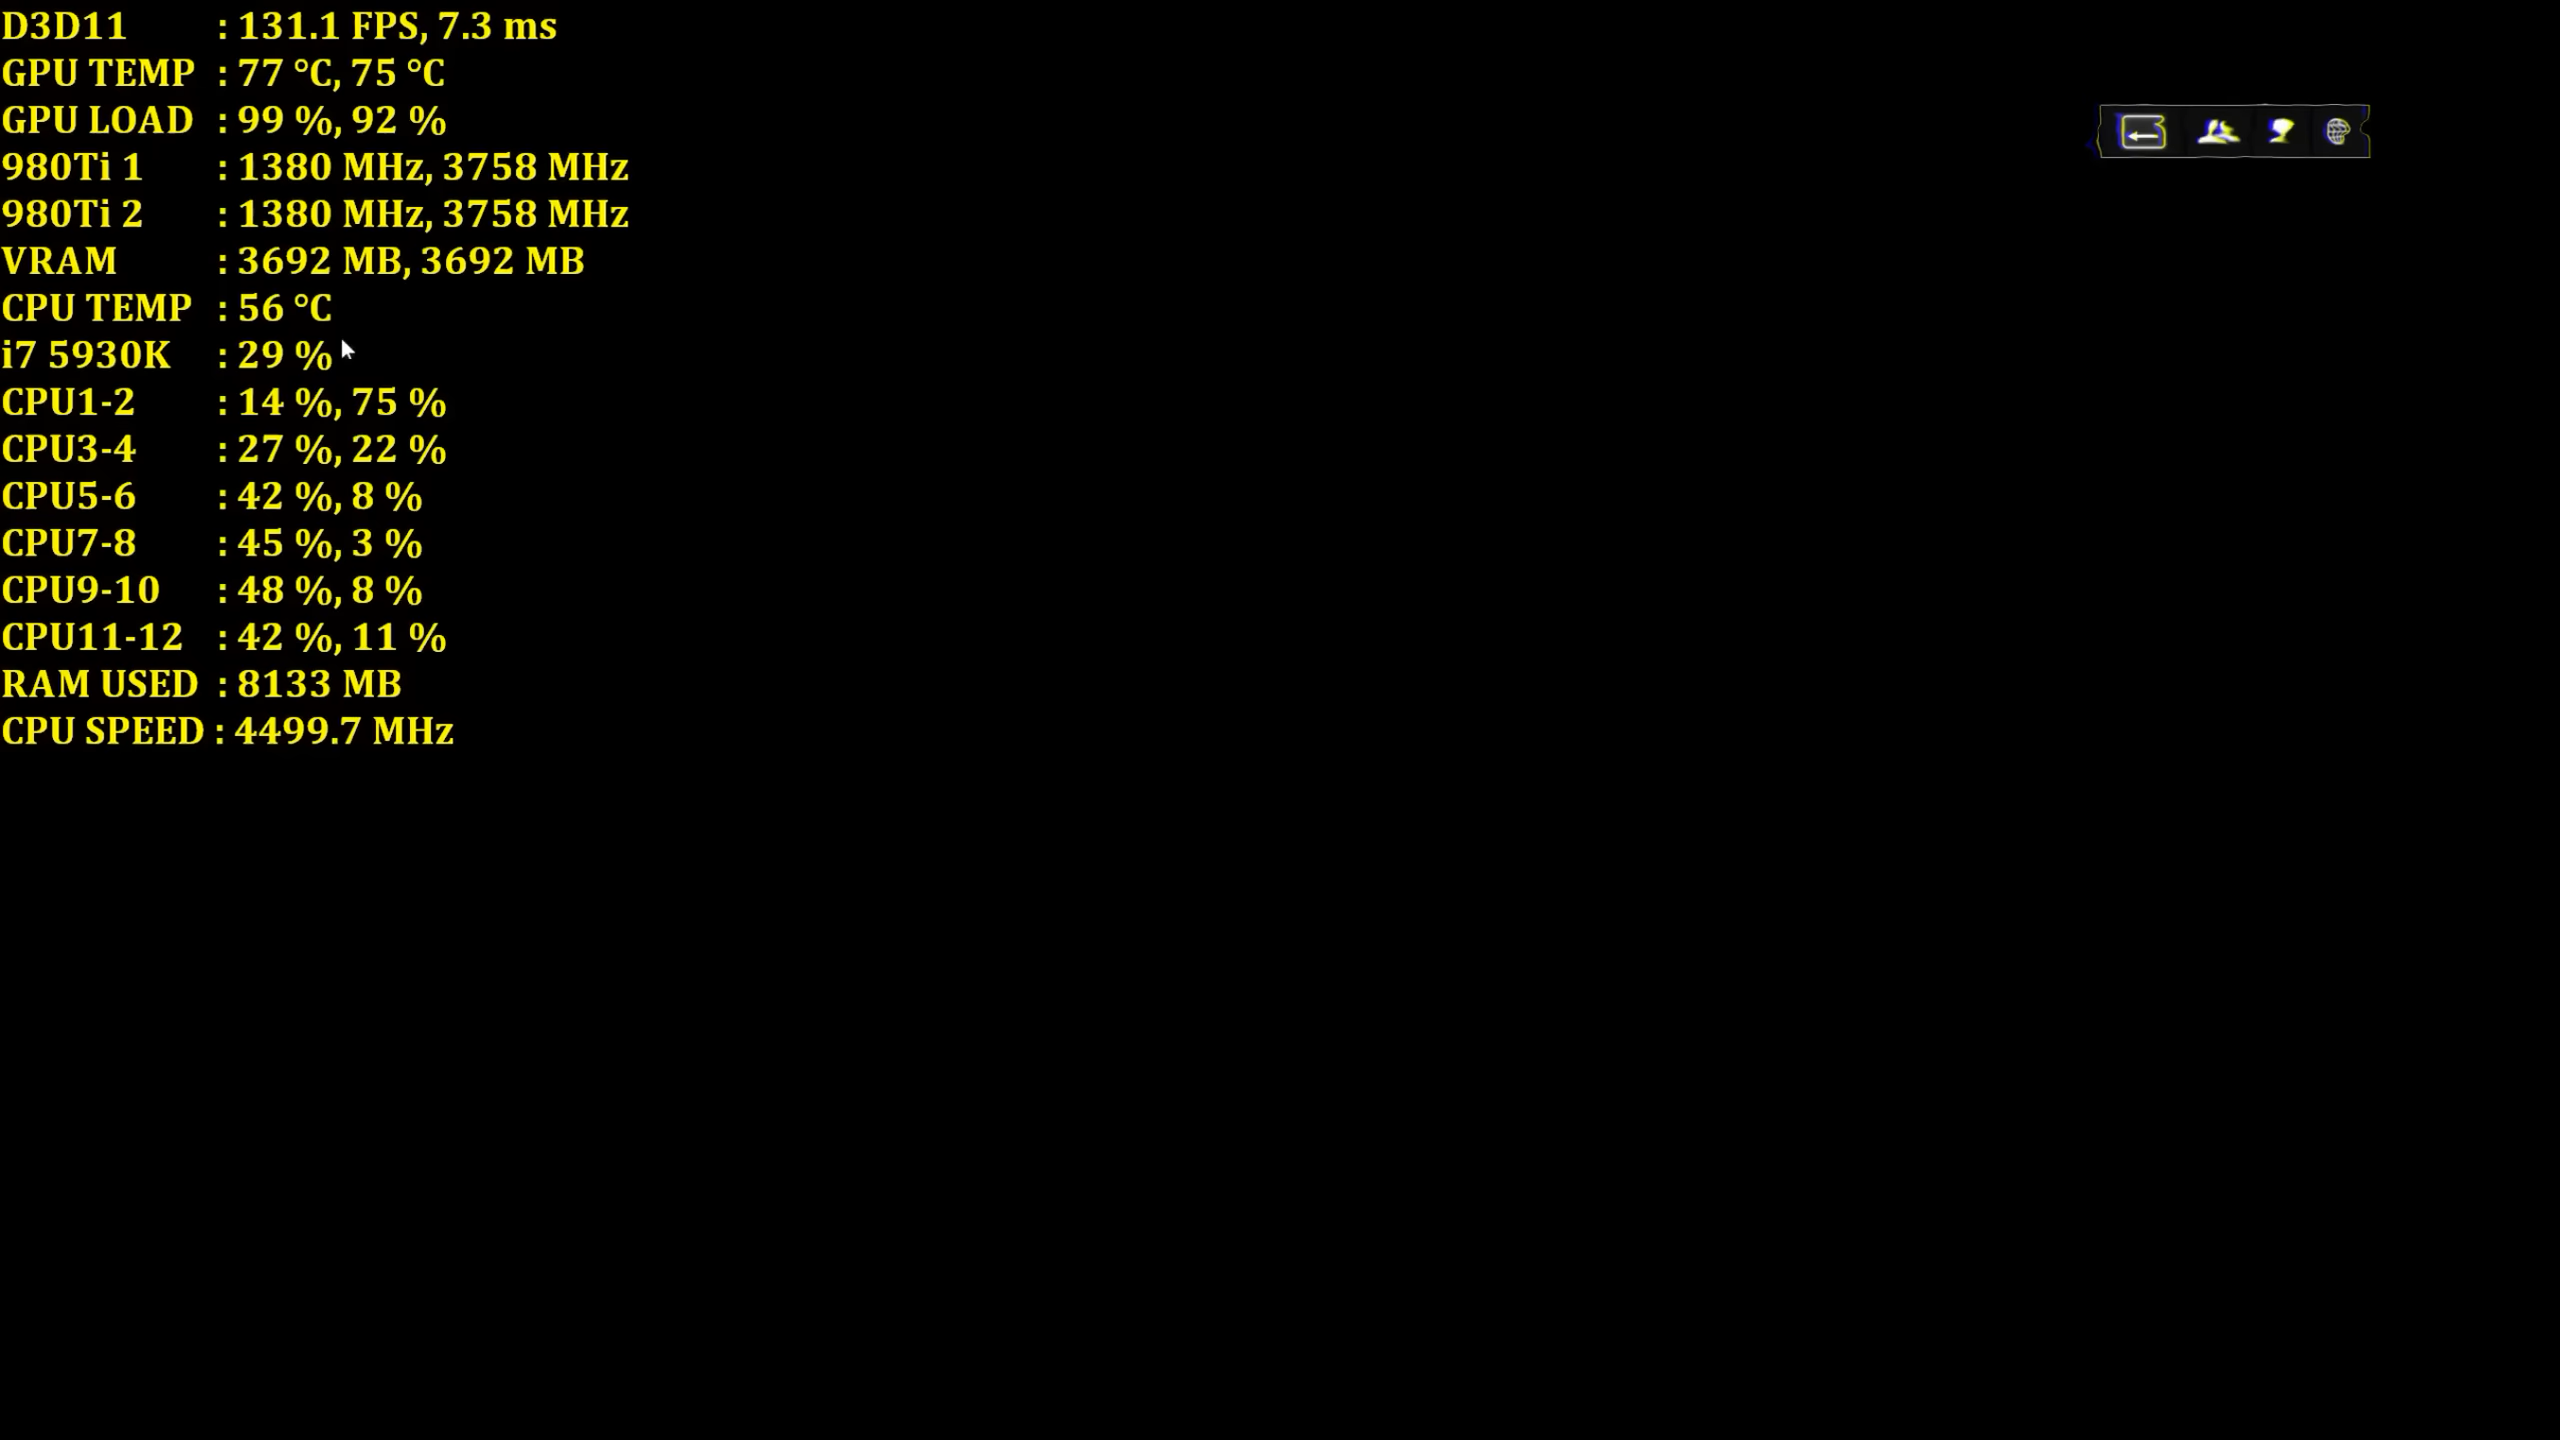 D3D11 : 131.1 FPS, 7.3 ms
GPU TEMP : 77 °C, 75 °C
GPU LOAD : 99 %, 92 %
980Ti 1 : 1380 MHz, 3758 MHz
980Ti 2 : 1380 MHz, 3758 MHz
VRAM : 3692 MB, 3692 MB
CPU TEMP : 56 °C
i7 5930K : 29 %
CPU1-2 : 14 %, 75 %
CPU3-4 : 27 %, 22 %
CPU5-6 : 42 %, 8 %
CPU7-8 : 45 %, 3 %
CPU9-10 : 48 %, 8 %
CPU11-12 : 42 %, 11 %
RAM USED : 8133 MB
CPU SPEED : 4499.7 MHz